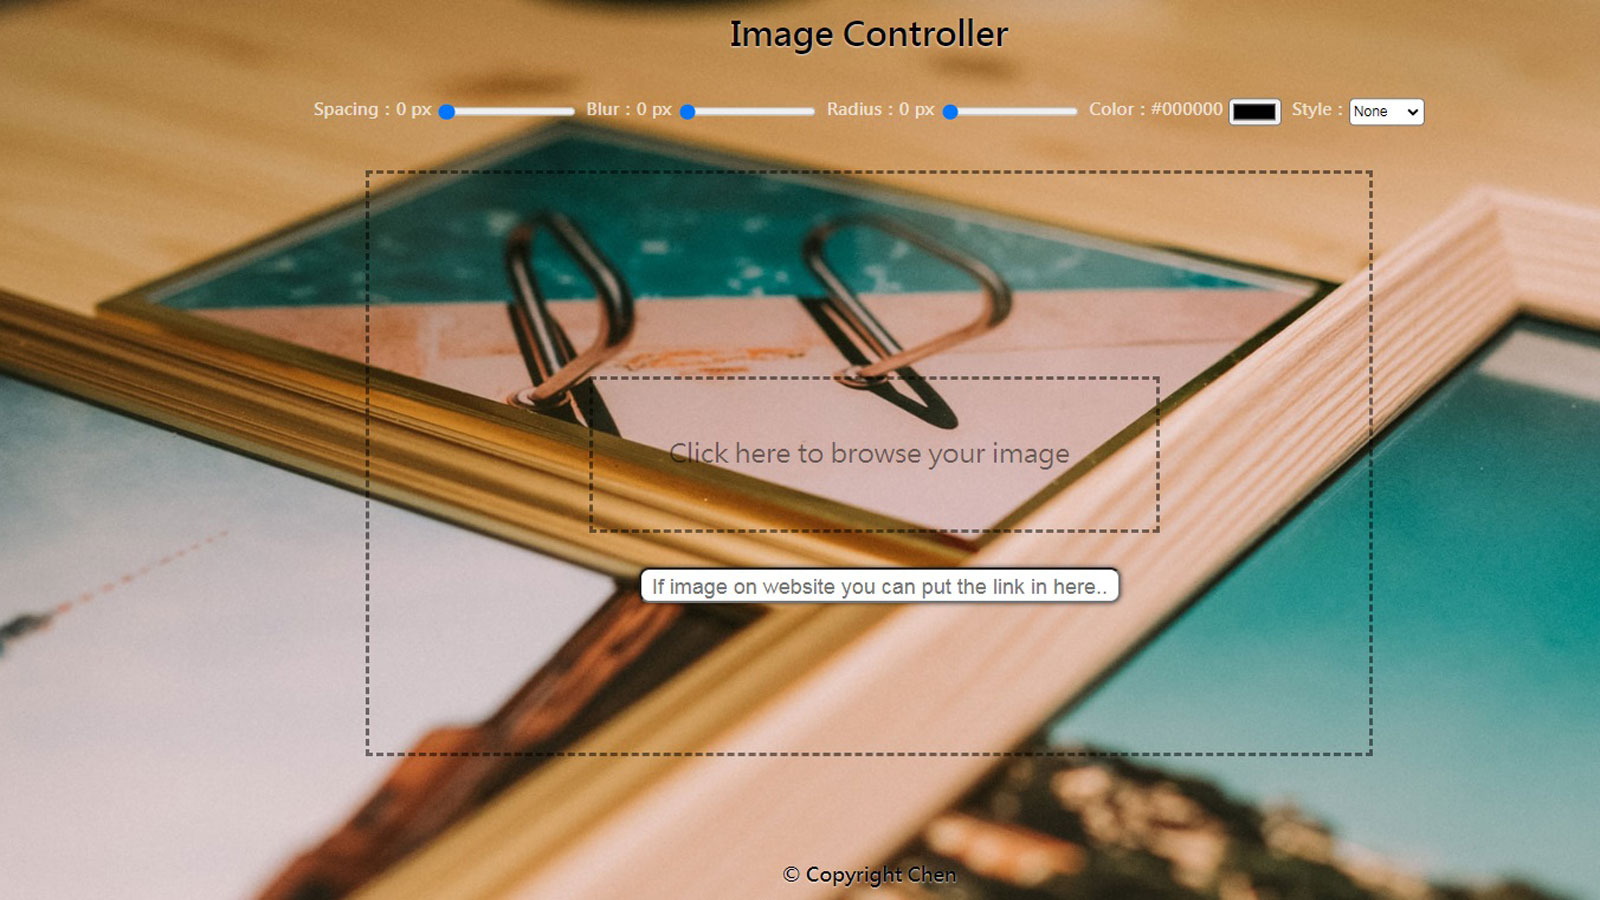 Image Controller
Spacing : 0 px Blur : 0 px Radius : 0 px Color : #000000 Style : None
Click here to browse your image
If image on website you can put the link in here..
© Copyright Chen